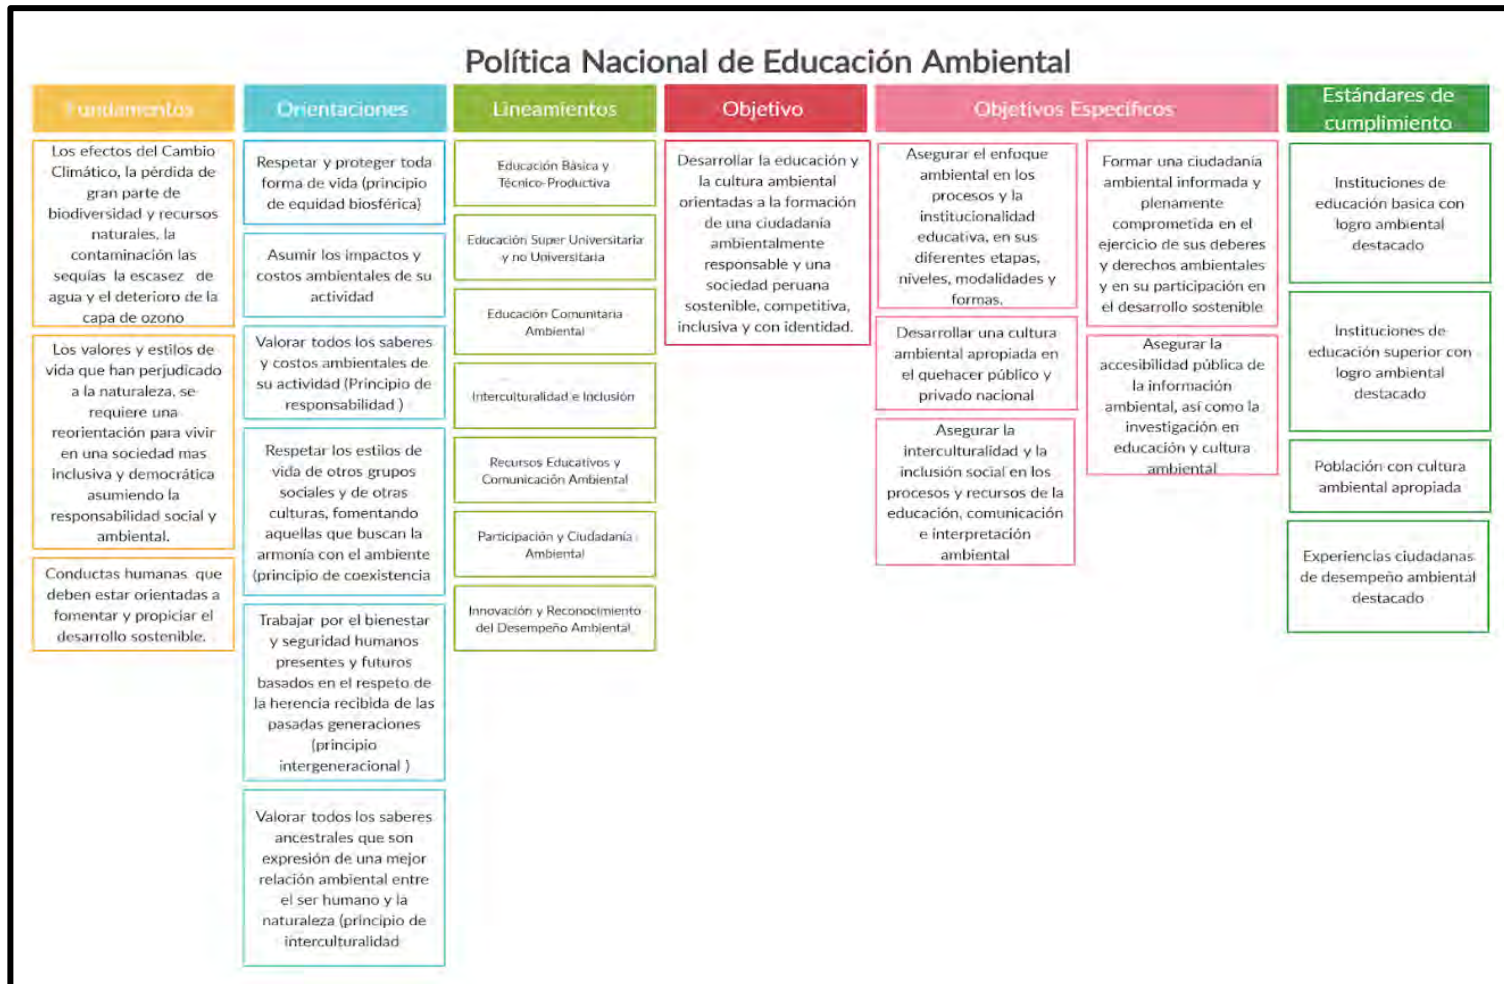 Política Nacional de Educación Ambiental
Fundamentos
Los efectos del Cambio
Climático, la pérdida de
gran parte de
biodiversidad y recursos
naturales, la
contaminación las
sequías la escasez de
agua y el deterioro de la
capa de ozono
Los valores y estilos de
vida que han perjudicado
a la naturaleza, se
requiere una
reorientación para vivir
en una sociedad mas
inclusiva y democrática
asumiendo la
responsabilidad social y
ambiental.
Conductas humanas que
deben estar orientadas a
fomentar y propiciar el
desarrollo sostenible.
Orientaciones
Respetar y proteger toda
forma de vida (principio
de equidad biosférica)
Asumir los impactos y
costos ambientales de su
actividad
Valorar todos los saberes
y costos ambientales de
su actividad (Principio de
responsabilidad )
Respetar los estilos de
vida de otros grupos
sociales y de otras
culturas, fomentando
aquellas que buscan la
armonía con el ambiente
(principio de coexistencia
Trabajar por el bienestar
y seguridad humanos
presentes y futuros
basados en el respeto de
la herencia recibida de las
pasadas generaciones
(principio
intergeneracional )
Valorar todos los saberes
ancestrales que son
expresión de una mejor
relación ambiental entre
el ser humano y la
naturaleza (principio de
interculturalidad
Lineamientos
Educación Básica y
Técnico-Productiva
Educación Super Universitaria
y no Universitaria
Educación Comunitaria
Ambiental
Interculturalidad e Inclusión
Recursos Educativos y
Comunicación Ambiental
Participación y Ciudadanía
Ambiental
Innovación y Reconocimiento
del Desempeño Ambiental
Objetivo
Desarrollar la educación y
la cultura ambiental
orientadas a la formación
de una ciudadanía
ambientalmente
responsable y una
sociedad peruana
sostenible, competitiva,
inclusiva y con identidad.
Objetivos Específicos
Asegurar el enfoque
ambiental en los
procesos y la
institucionalidad
educativa, en sus
diferentes etapas,
niveles, modalidades y
formas.
Desarrollar una cultura
ambiental apropiada en
el quehacer público y
privado nacional
Asegurar la
interculturalidad y la
inclusión social en los
procesos y recursos de la
educación, comunicación
e interpretación
ambiental
Formar una ciudadanía
ambiental informada y
plenamente
comprometida en el
ejercicio de sus deberes
y derechos ambientales
y en su participación en
el desarrollo sostenible
Asegurar la
accesibilidad pública de
la información
ambiental, así como la
investigación en
educación y cultura
ambiental
Estándares de
cumplimiento
Instituciones de
educación basica con
logro ambiental
destacado
Instituciones de
educación superior con
logro ambiental
destacado
Población con cultura
ambiental apropiada
Experiencias ciudadanas
de desempeño ambiental
destacado